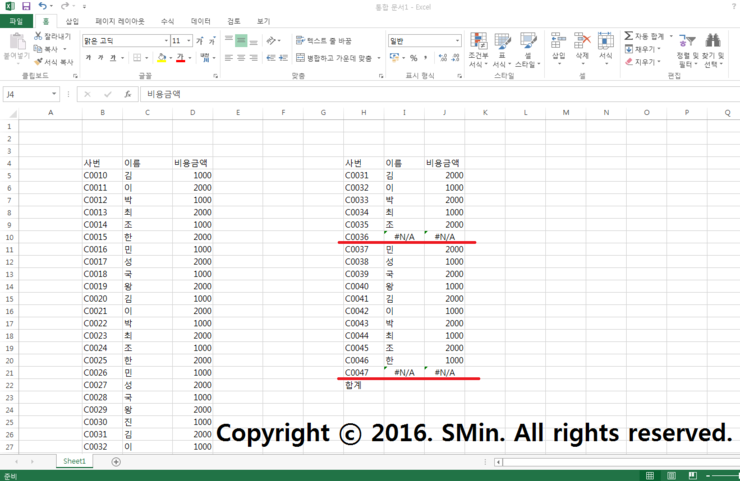 통합 문서1 - Excel
?
파일 홈 삽입 페이지 레이아웃 수식 데이터 검토 보기
붙여넣기
잘라내기
복사
서식 복사
클립보드
맑은 고딕 11
가 가
가 가 가
글꼴
텍스트 줄 바꿈
병합하고 가운데 맞춤
맞춤
일반
%
표시 형식
조건부 서식
표 서식
셀 스타일
스타일
삽입 삭제 서식
셀
자동 합계
채우기
지우기
정렬 및 필터
찾기 및 선택
편집
J4 fx 비용금액
A B C D E F G H I J K L M N O P Q
1
2
3
4 사번 이름 비용금액 사번 이름 비용금액
5 C0010 김 1000 C0031 김 2000
6 C0011 이 2000 C0032 이 1000
7 C0012 박 1000 C0033 박 2000
8 C0013 최 2000 C0034 최 1000
9 C0014 조 1000 C0035 조 2000
10 C0015 한 2000 C0036 #N/A #N/A
11 C0016 민 1000 C0037 민 2000
12 C0017 성 2000 C0038 성 1000
13 C0018 국 1000 C0039 국 2000
14 C0019 왕 2000 C0040 왕 1000
15 C0020 김 1000 C0041 김 2000
16 C0021 이 2000 C0042 이 1000
17 C0022 박 1000 C0043 박 2000
18 C0023 최 2000 C0044 최 1000
19 C0024 조 1000 C0045 조 2000
20 C0025 한 2000 C0046 한 1000
21 C0026 민 1000 C0047 #N/A #N/A
22 C0027 성 2000 합계
23 C0028 국 1000
24 C0029 왕 2000
25 C0030 진 1000
26 C0031 김 2000
27 C0032 이 1000
Copyright ⓒ 2016. SMin. All rights reserved.
Sheet1
준비